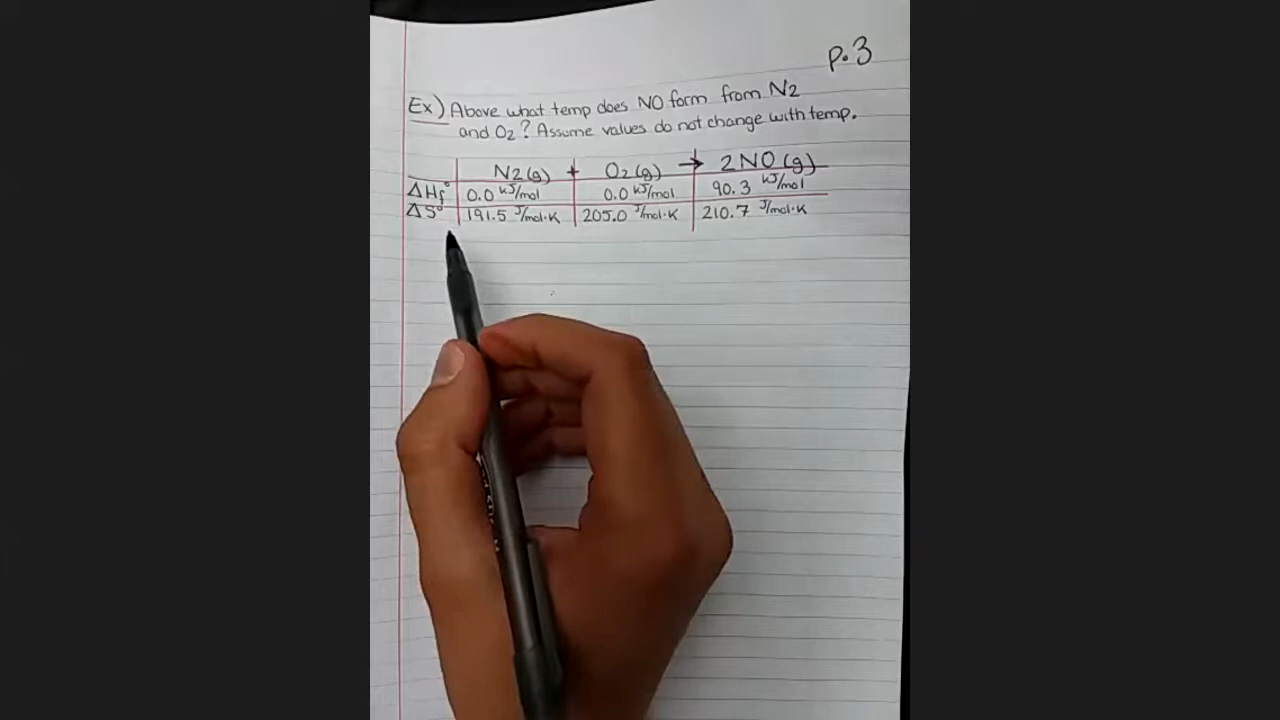 p.3
Ex) Above what temp does NO form from N2
and O2? Assume values do not change with temp.
N2(g) + O2(g) → 2NO(g)
ΔHf° 0.0 kJ/mol 0.0 kJ/mol 90.3 kJ/mol
ΔS° 191.5 J/mol·K 205.0 J/mol·K 210.7 J/mol·K